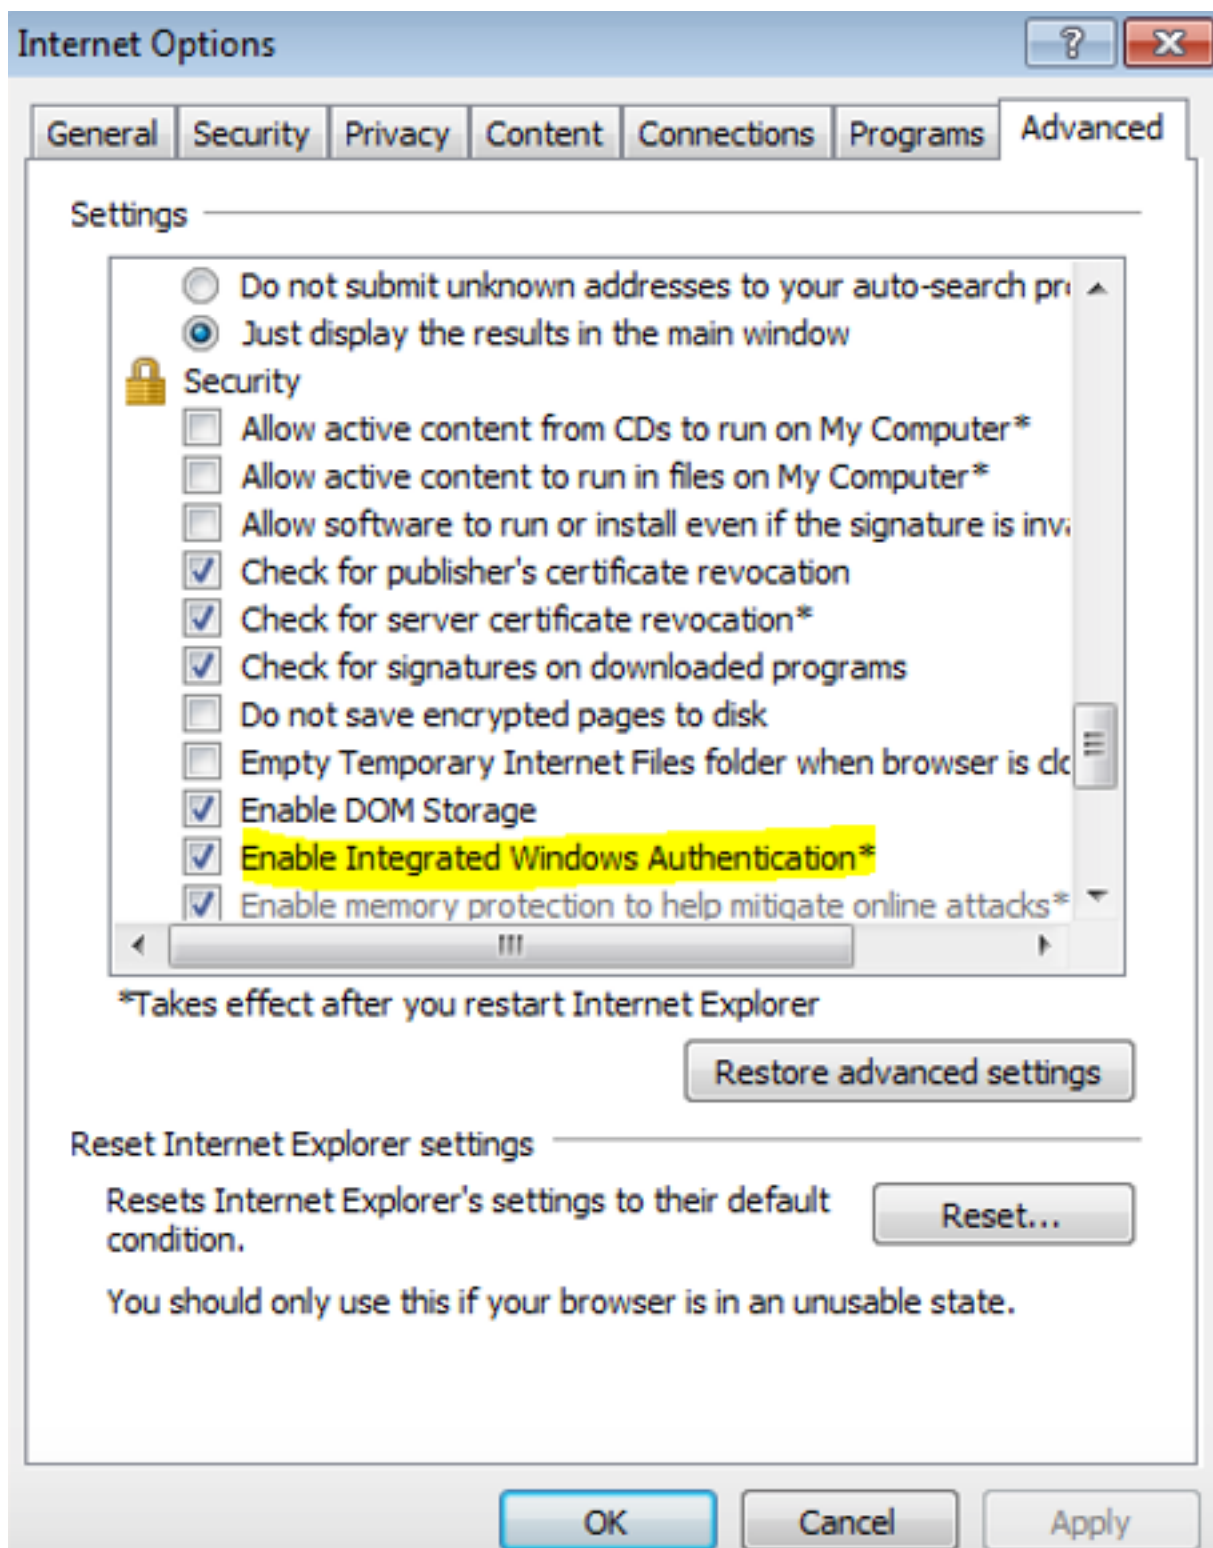 Internet Options
General Security Privacy Content Connections Programs Advanced
Settings
Do not submit unknown addresses to your auto-search pr
Just display the results in the main window
Security
Allow active content from CDs to run on My Computer*
Allow active content to run in files on My Computer*
Allow software to run or install even if the signature is inva
Check for publisher's certificate revocation
Check for server certificate revocation*
Check for signatures on downloaded programs
Do not save encrypted pages to disk
Empty Temporary Internet Files folder when browser is clo
Enable DOM Storage
Enable Integrated Windows Authentication*
Enable memory protection to help mitigate online attacks*
*Takes effect after you restart Internet Explorer
Restore advanced settings
Reset Internet Explorer settings
Resets Internet Explorer's settings to their default
condition.
Reset...
You should only use this if your browser is in an unusable state.
OK Cancel Apply